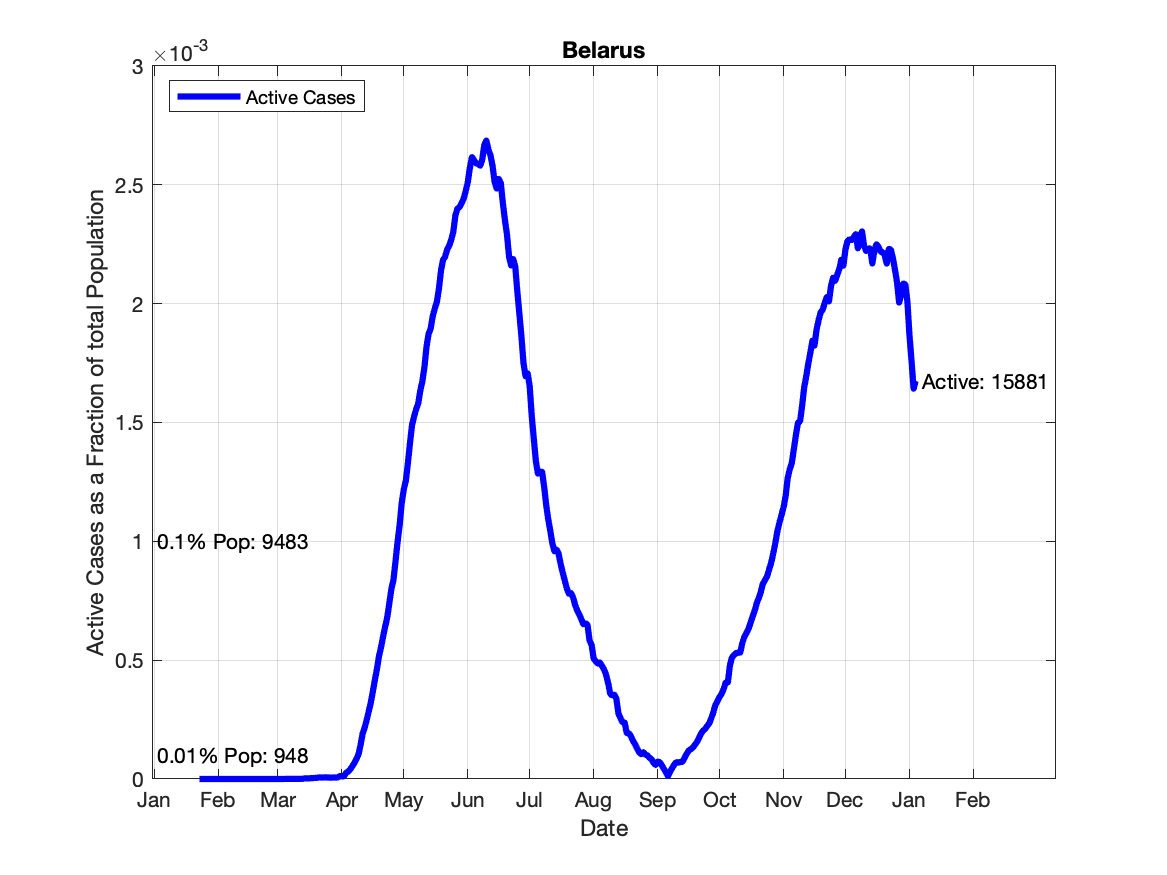 Belarus
×10-3
3
Active Cases
2.5
2
1.5
1
0.5
0
Active Cases as a Fraction of total Population
Active: 15881
0.1% Pop: 9483
0.01% Pop: 948
Jan Feb Mar Apr May Jun Jul Aug Sep Oct Nov Dec Jan Feb
Date